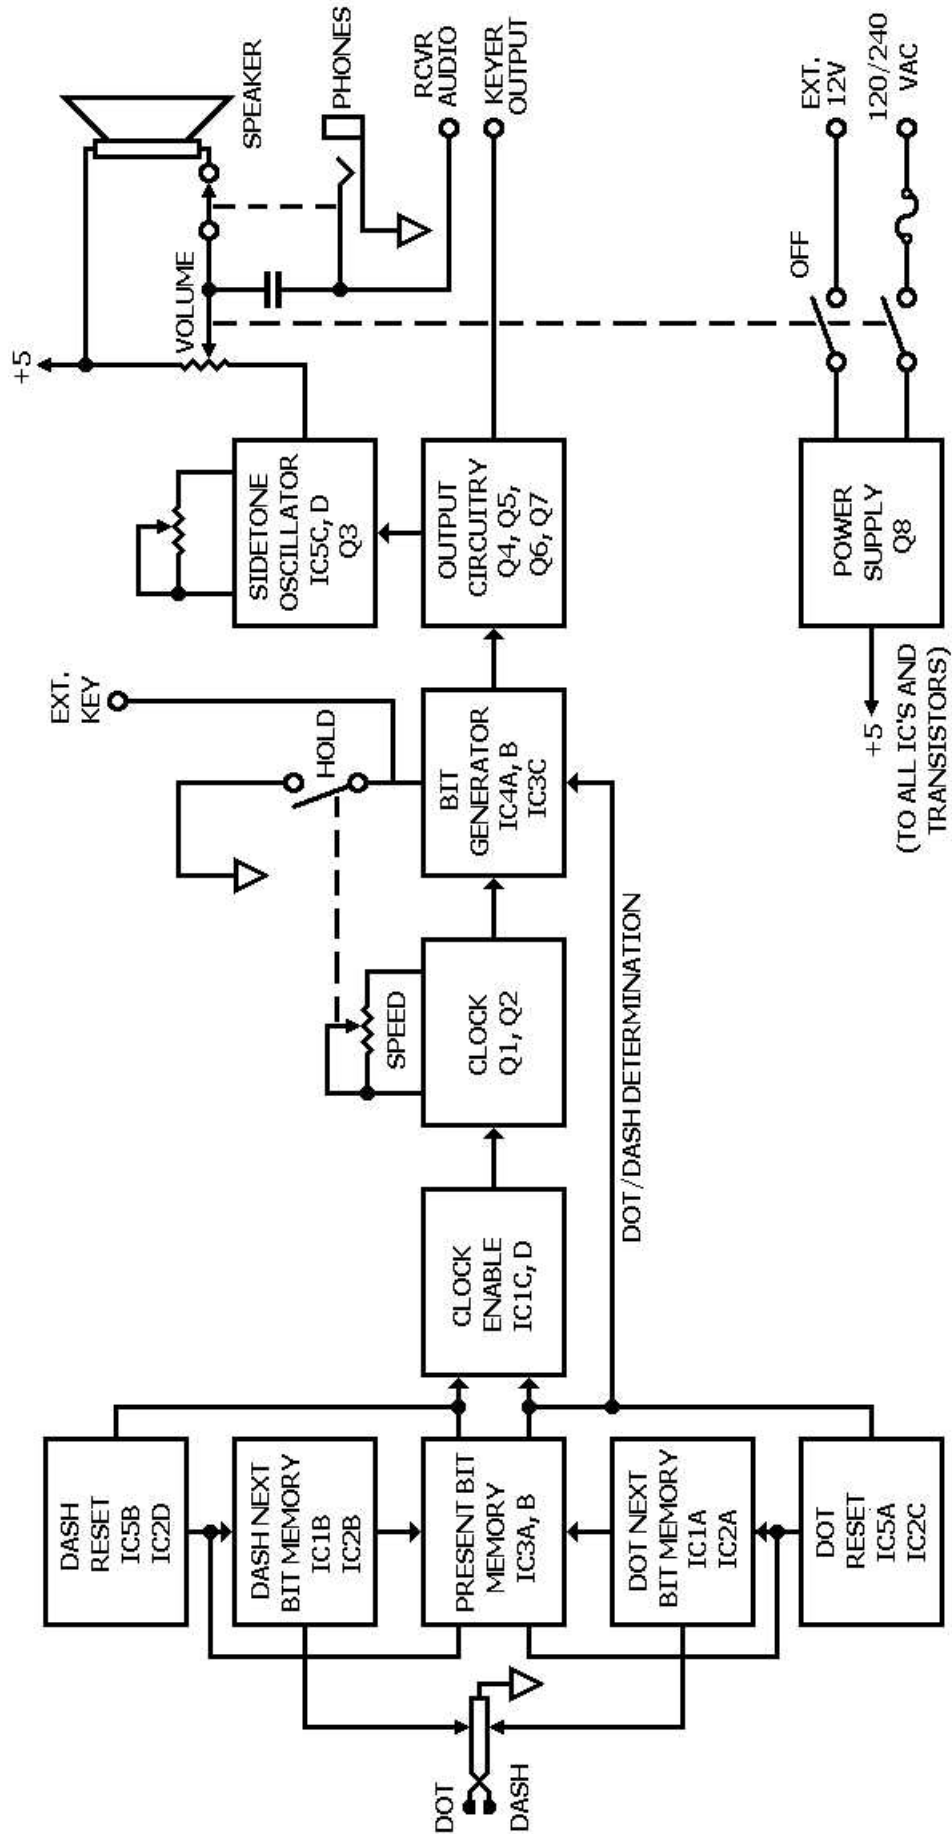 DASH
RESET
IC5B
IC2D
DASH NEXT
BIT MEMORY
IC1B
IC2B
PRESENT BIT
MEMORY
IC3A, B
DOT NEXT
BIT MEMORY
IC1A
IC2A
DOT
RESET
IC5A
IC2C
DOT
DASH
CLOCK
ENABLE
IC1C, D
DOT/DASH DETERMINATION
SPEED
CLOCK
Q1, Q2
EXT.
KEY
HOLD
BIT
GENERATOR
IC4A, B
IC3C
SIDETONE
OSCILLATOR
IC5C, D
Q3
OUTPUT
CIRCUITRY
Q4, Q5,
Q6, Q7
+5
VOLUME
SPEAKER
PHONES
RCVR
AUDIO
KEYER
OUTPUT
POWER
SUPPLY
Q8
+5
(TO ALL IC'S AND
TRANSISTORS)
OFF
EXT.
12V
120/240
VAC